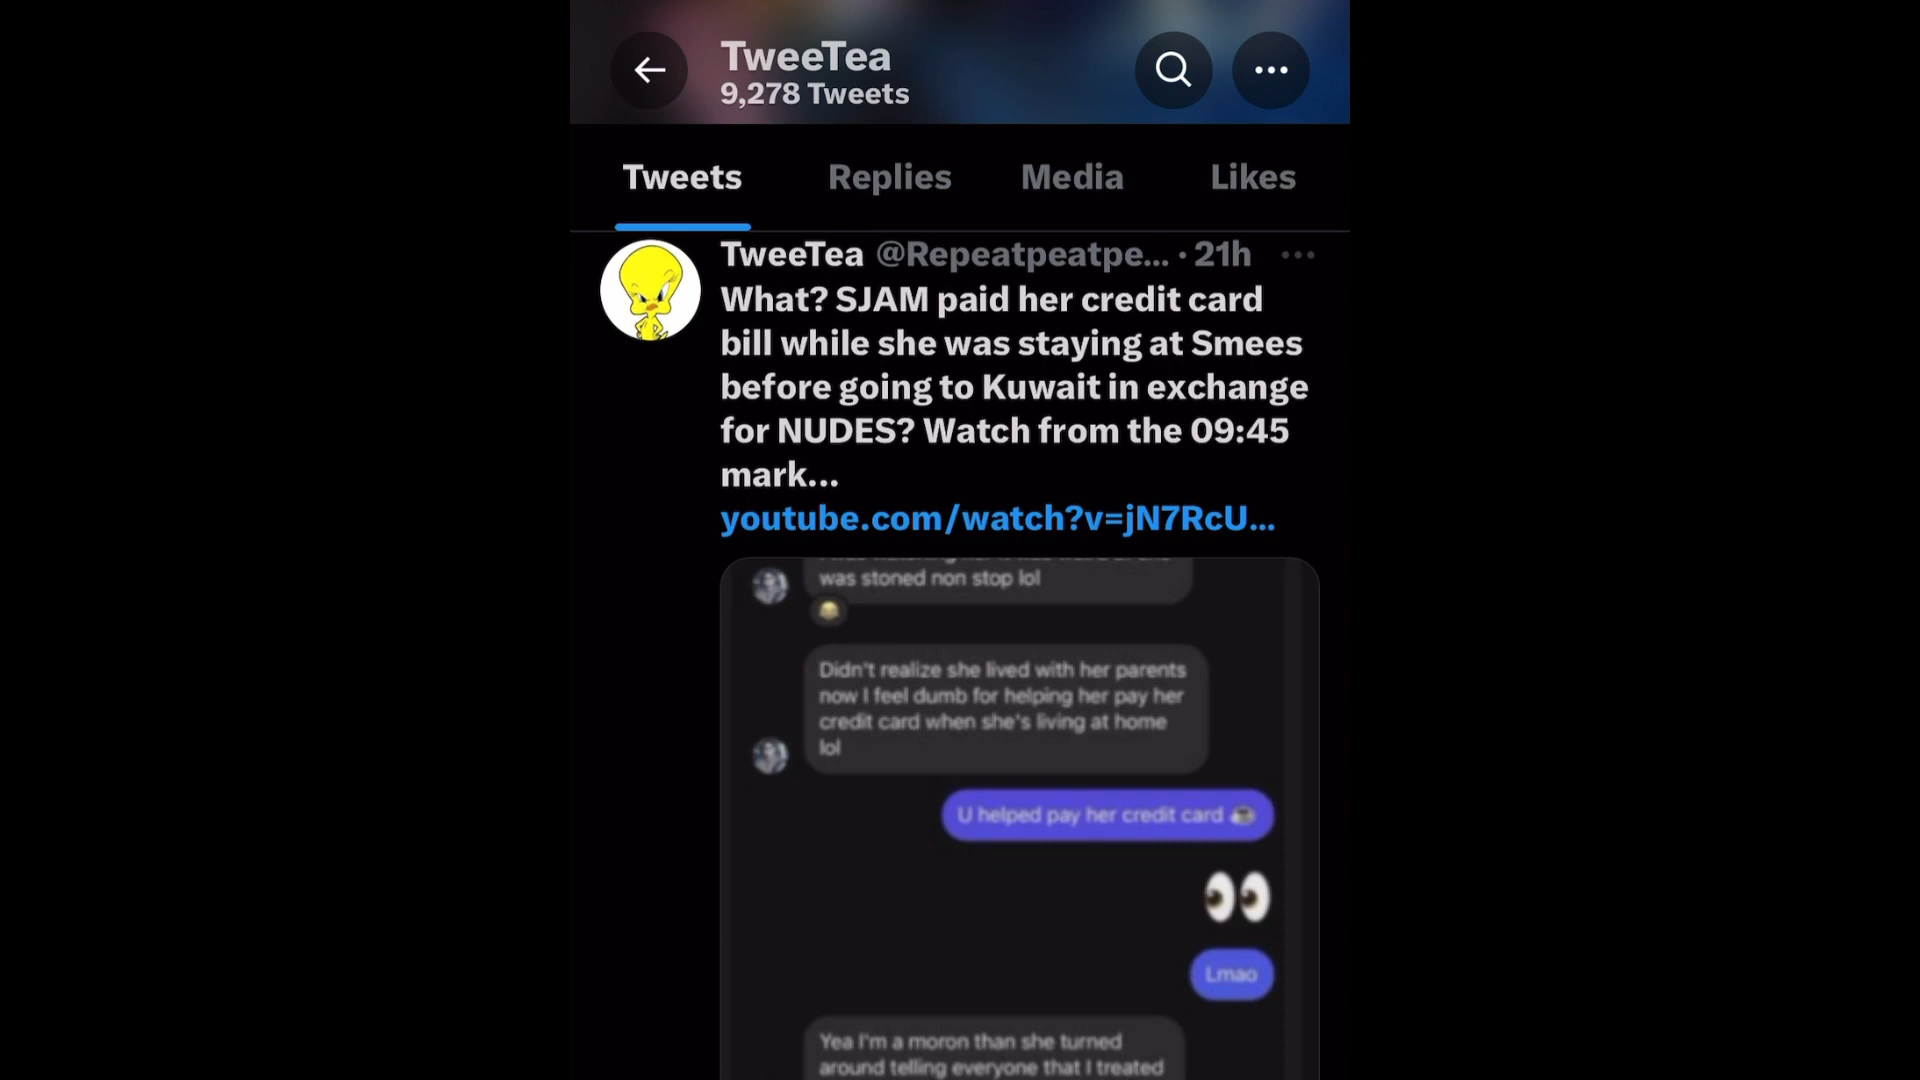 TweeTea
9,278 Tweets
Tweets Replies Media Likes
TweeTea @Repeatpeatpe... · 21h
What? SJAM paid her credit card
bill while she was staying at Smees
before going to Kuwait in exchange
for NUDES? Watch from the 09:45
mark...
youtube.com/watch?v=jN7RcU...
was stoned non stop lol
Didn't realize she lived with her parents
now I feel dumb for helping her pay her
credit card when she's living at home
lol
U helped pay her credit card
Lmao
Yea I'm a moron than she turned
around telling everyone that I treated